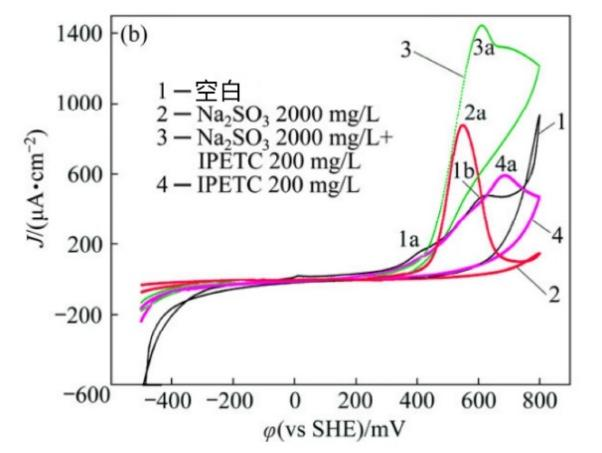 (b)
1400
1000
600
200
−200
−600
J/(μA•cm⁻²)
1 — 空白
2 — Na₂SO₃ 2000 mg/L
3 — Na₂SO₃ 2000 mg/L+
IPETC 200 mg/L
4 — IPETC 200 mg/L
3
3a
2a
1
1b
4a
1a
4
2
−400 −200 0 200 400 600 800
φ(vs SHE)/mV